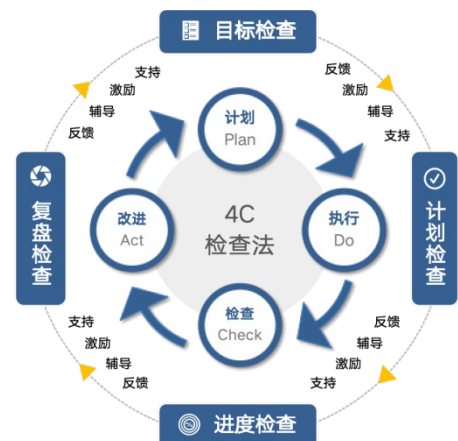 目标检查
支持
激励
辅导
反馈
反馈
激励
辅导
支持
计划
Plan
复盘检查
改进
Act
4C
检查法
执行
Do
计划检查
检查
Check
支持
激励
辅导
反馈
反馈
辅导
激励
支持
进度检查